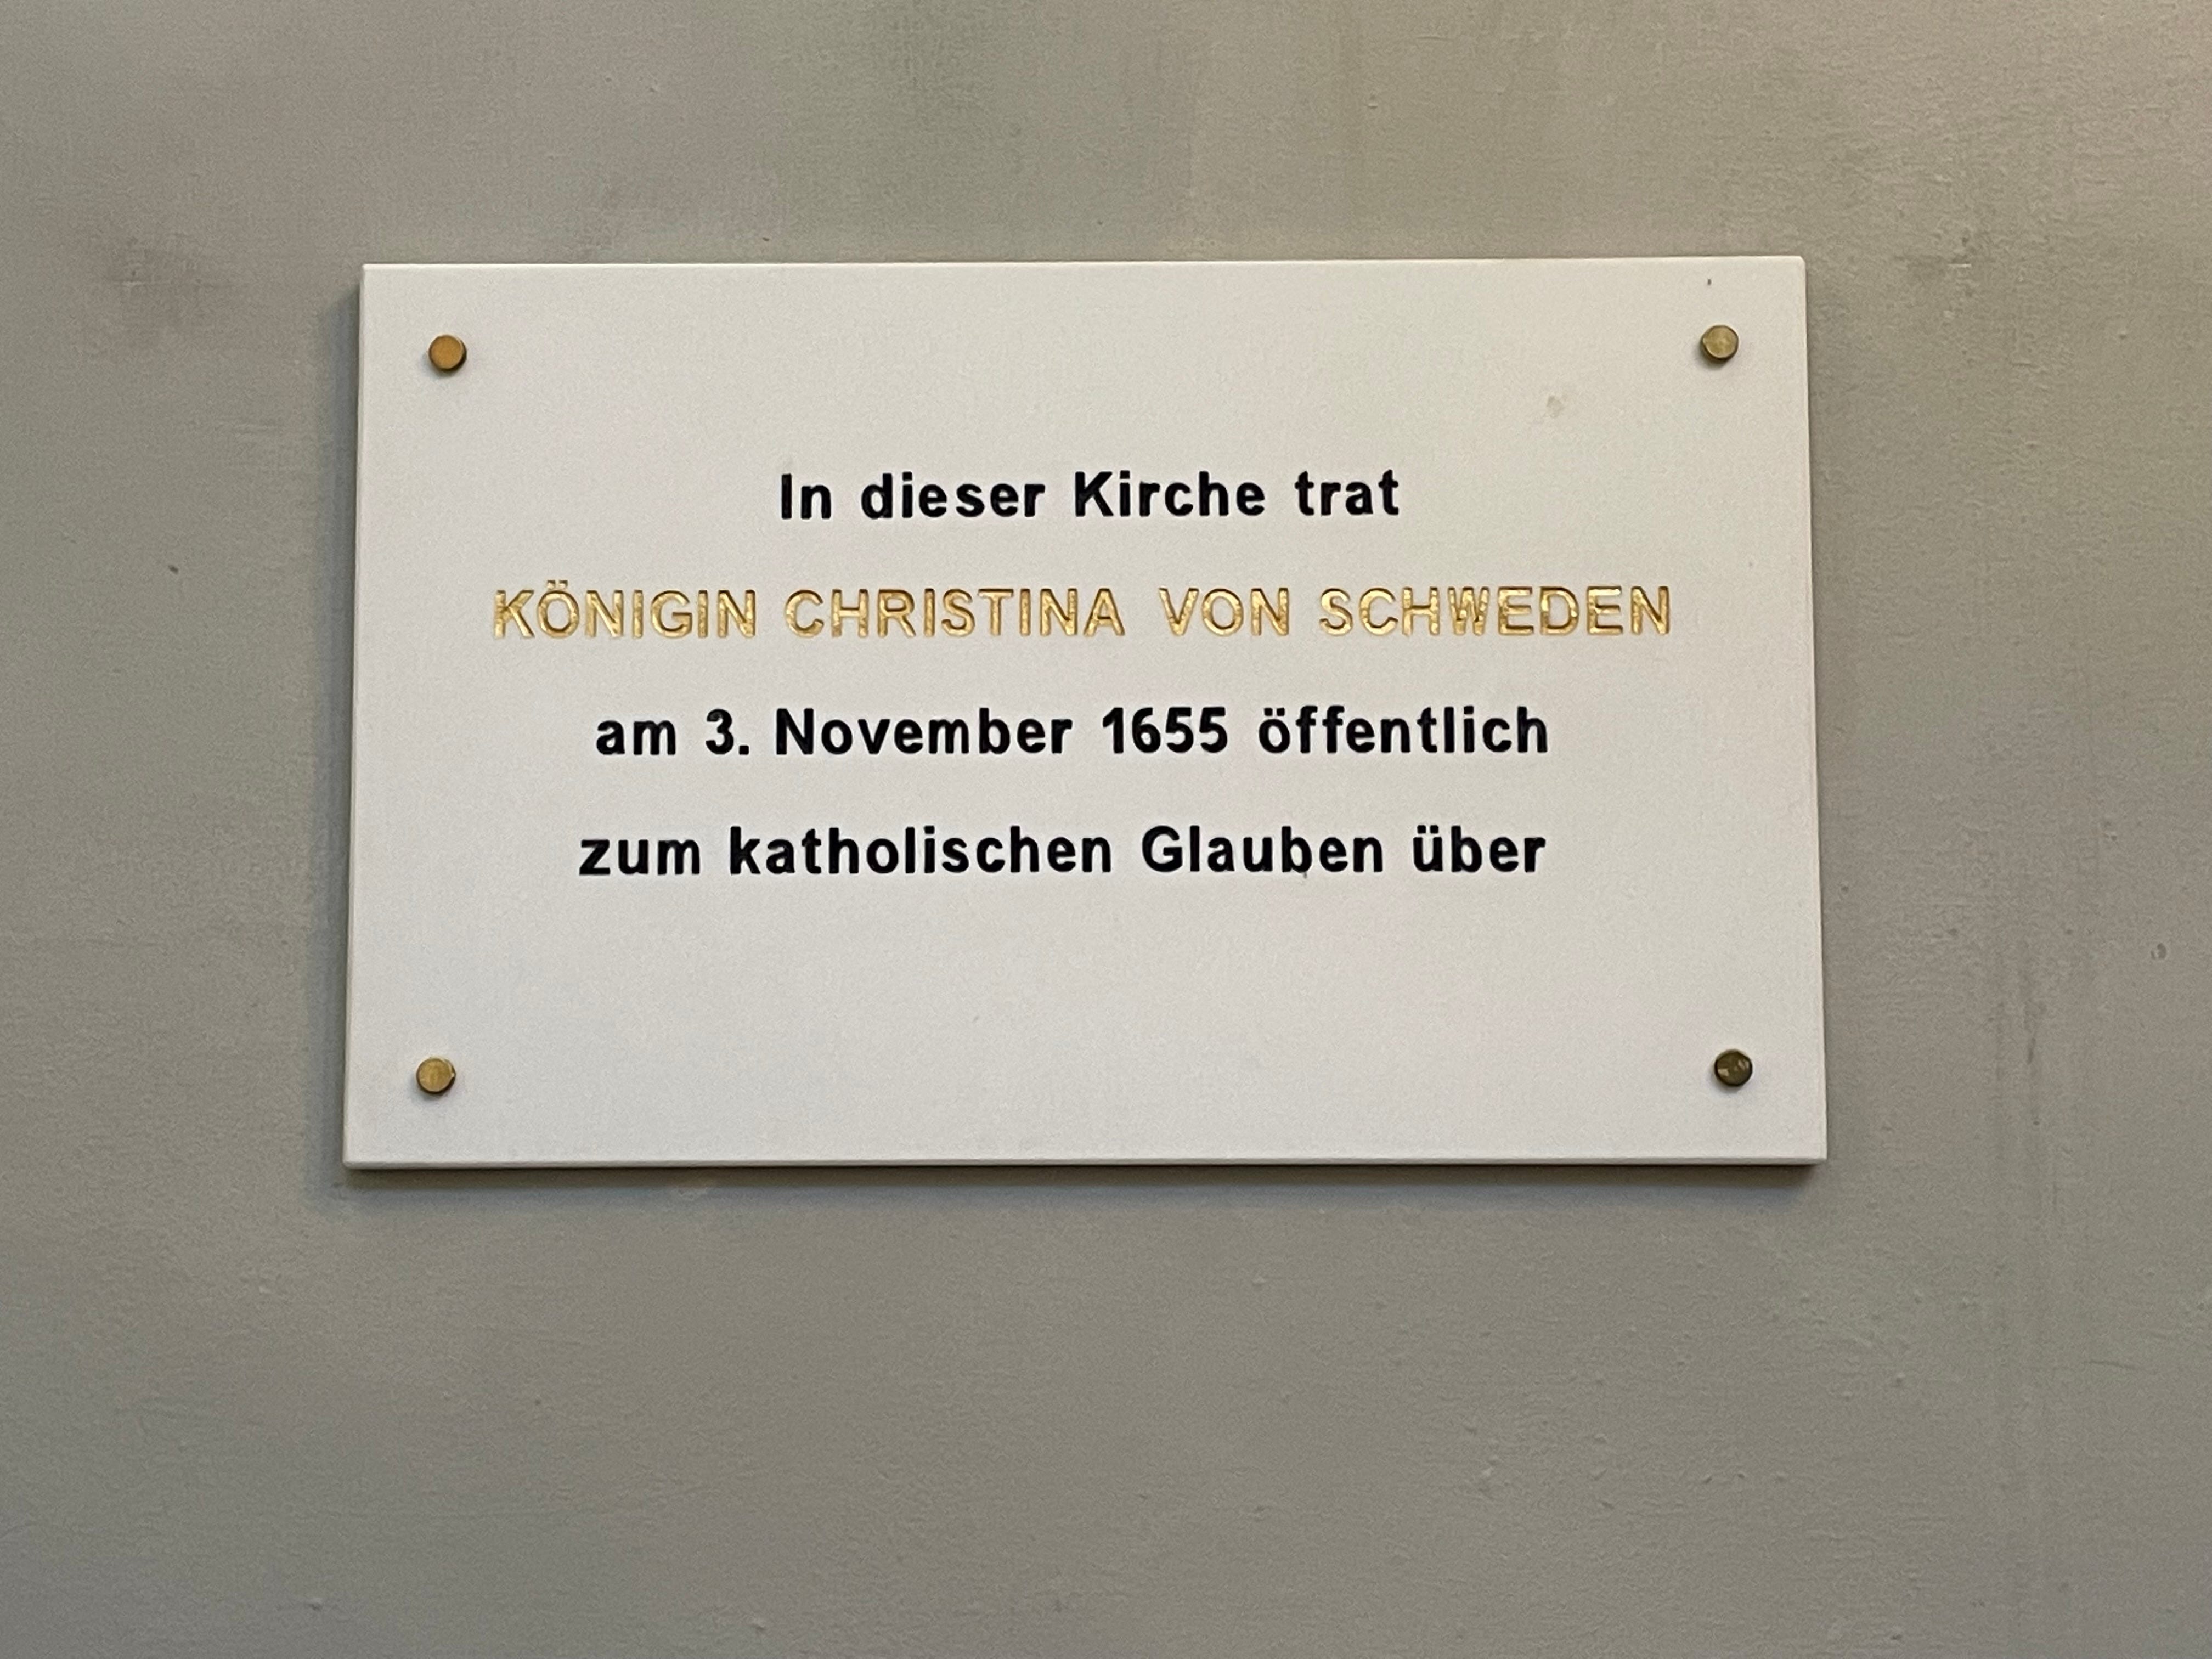 In dieser Kirche trat
KÖNIGIN CHRISTINA VON SCHWEDEN
am 3. November 1655 öffentlich
zum katholischen Glauben über